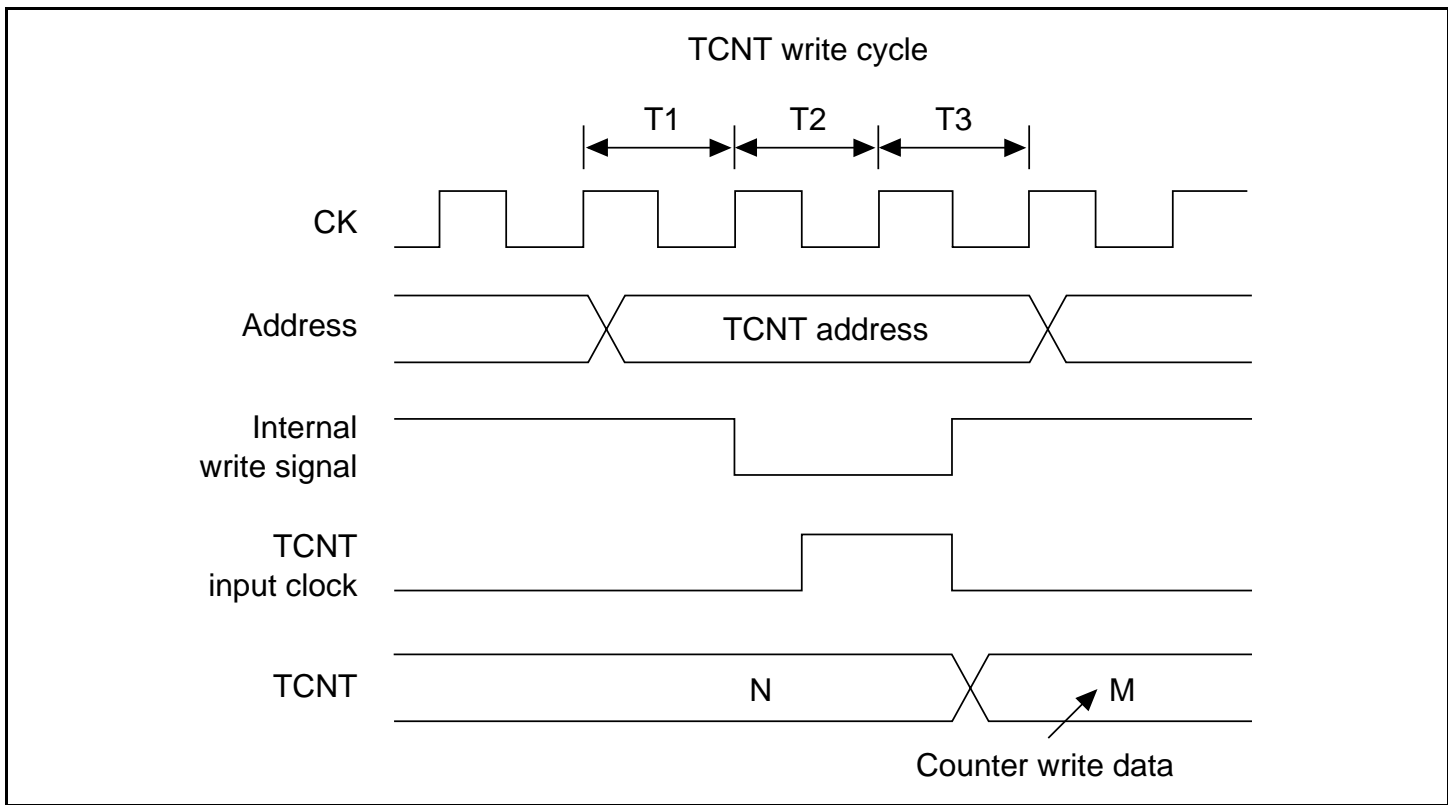 TCNT write cycle
T1 T2 T3
CK
Address
TCNT address
Internal
write signal
TCNT
input clock
TCNT
N
M
Counter write data